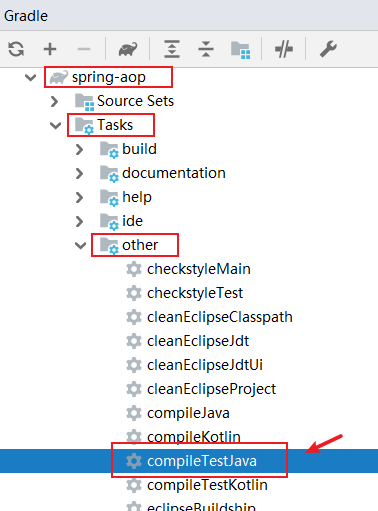 Gradle
spring-aop
Source Sets
Tasks
build
documentation
help
ide
other
checkstyleMain
checkstyleTest
cleanEclipseClasspath
cleanEclipseJdt
cleanEclipseJdtUi
cleanEclipseProject
compileJava
compileKotlin
compileTestJava
compileTestKotlin
eclipseBuildship